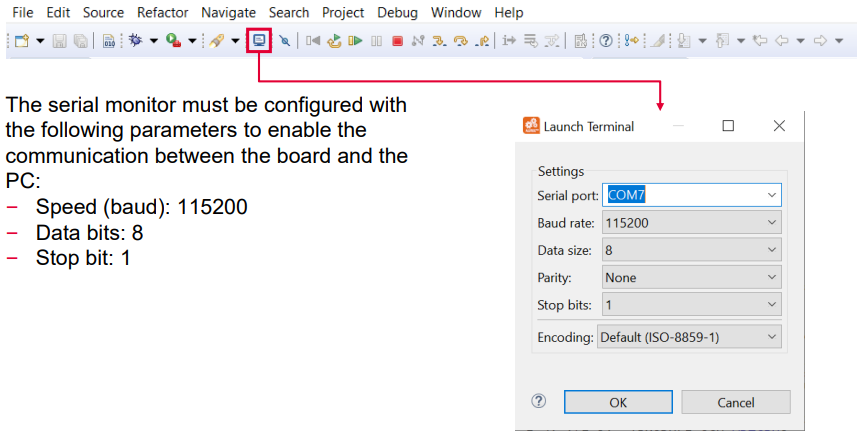 File Edit Source Refactor Navigate Search Project Debug Window Help
010
The serial monitor must be configured with
the following parameters to enable the
communication between the board and the
PC:
– Speed (baud): 115200
– Data bits: 8
– Stop bit: 1
Launch Terminal
Settings
Serial port: COM7
Baud rate: 115200
Data size: 8
Parity: None
Stop bits: 1
Encoding: Default (ISO-8859-1)
OK Cancel